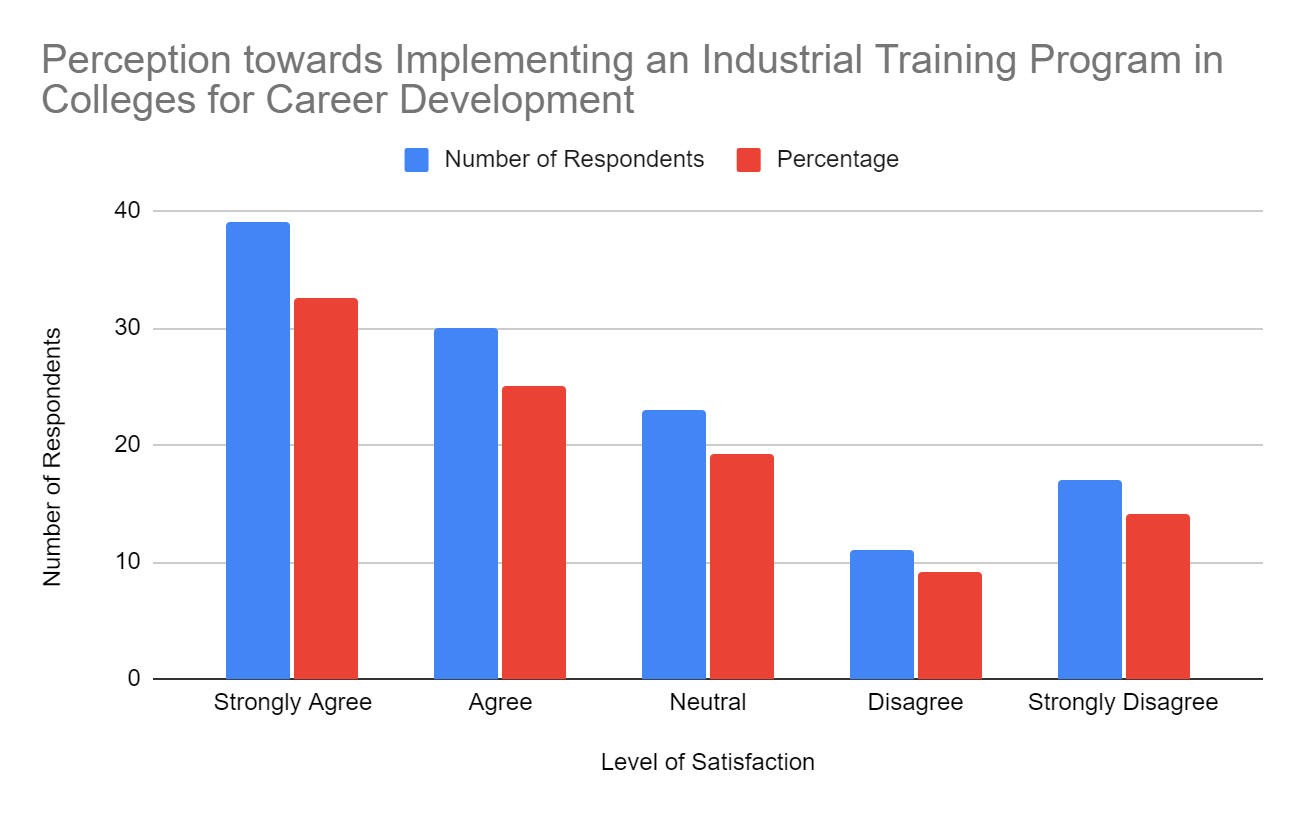 Perception towards Implementing an Industrial Training Program in
Colleges for Career Development
Number of Respondents
Percentage
Number of Respondents
40
30
20
10
0
Strongly Agree
Agree
Neutral
Disagree
Strongly Disagree
Level of Satisfaction